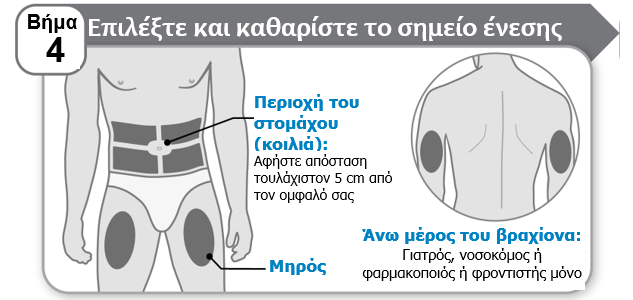 Βήμα
4
Επιλέξτε και καθαρίστε το σημείο ένεσης
Περιοχή του
στομάχου
(κοιλιά):
Αφήστε απόσταση
τουλάχιστον 5 cm από
τον ομφαλό σας
Μηρός
Άνω μέρος του βραχίονα:
Γιατρός, νοσοκόμος ή
φαρμακοποιός ή φροντιστής μόνο